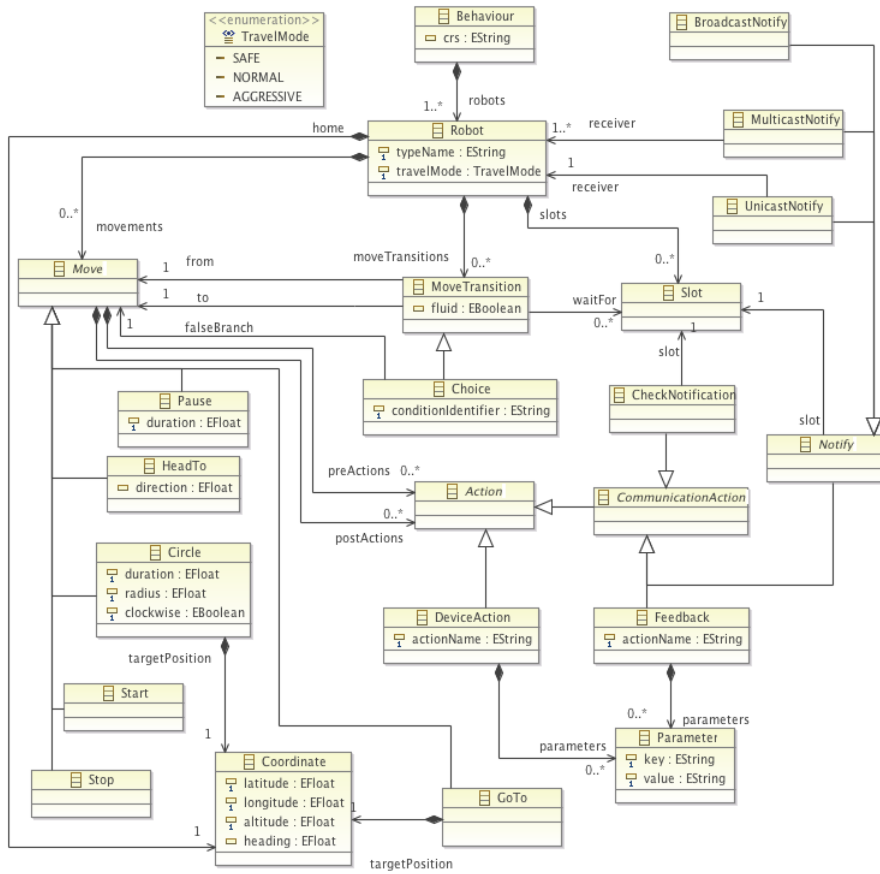 <<enumeration>>
TravelMode
SAFE
NORMAL
AGGRESSIVE
Behaviour
crs : EString
BroadcastNotify
1..*
robots
home
Robot
typeName : EString
travelMode : TravelMode
1..*
receiver
MulticastNotify
1
receiver
UnicastNotify
0..*
movements
slots
moveTransitions
0..*
0..*
Move
1
from
1
to
MoveTransition
fluid : EBoolean
waitFor
0..*
Slot
1
1
falseBranch
1
slot
Choice
conditionIdentifier : EString
CheckNotification
slot
Notify
Pause
duration : EFloat
HeadTo
direction : EFloat
preActions
0..*
Action
0..*
postActions
CommunicationAction
Circle
duration : EFloat
radius : EFloat
clockwise : EBoolean
targetPosition
DeviceAction
actionName : EString
Feedback
actionName : EString
Start
Stop
1
0..*
parameters
parameters
0..*
Parameter
key : EString
value : EString
Coordinate
latitude : EFloat
longitude : EFloat
altitude : EFloat
heading : EFloat
1
1
GoTo
targetPosition